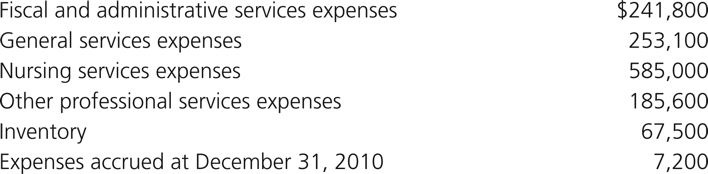 Fiscal and administrative services expenses $241,800
General services expenses 253,100
Nursing services expenses 585,000
Other professional services expenses 185,600
Inventory 67,500
Expenses accrued at December 31, 2010 7,200